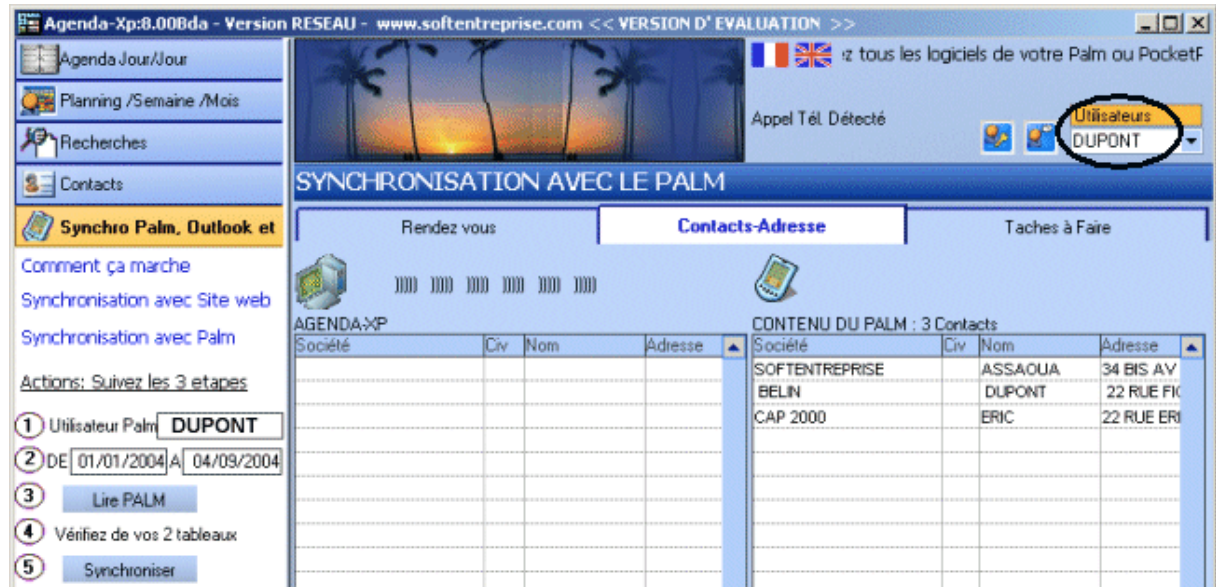 Agenda-Xp:8.00Bda - Version RESEAU - www.softentreprise.com << VERSION D' EVALUATION >>
Agenda Jour/Jour
Planning /Semaine /Mois
Recherches
Contacts
Synchro Palm, Outlook et
Comment ça marche
Synchronisation avec Site web
Synchronisation avec Palm
Actions: Suivez les 3 etapes
1 Utilisateur Palm DUPONT
2 DE 01/01/2004 A 04/09/2004
3 Lire PALM
4 Vérifiez de vos 2 tableaux
5 Synchroniser
z tous les logiciels de votre Palm ou PocketP
Appel Tél. Détecté
Utilisateurs
DUPONT
SYNCHRONISATION AVEC LE PALM
Rendez vous
Contacts-Adresse
Taches à Faire
AGENDA-XP
Société Civ Nom Adresse
CONTENU DU PALM : 3 Contacts
Société Civ Nom Adresse
SOFTENTREPRISE ASSAOUA 34 BIS AV
BELIN DUPONT 22 RUE FIC
CAP 2000 ERIC 22 RUE ERI